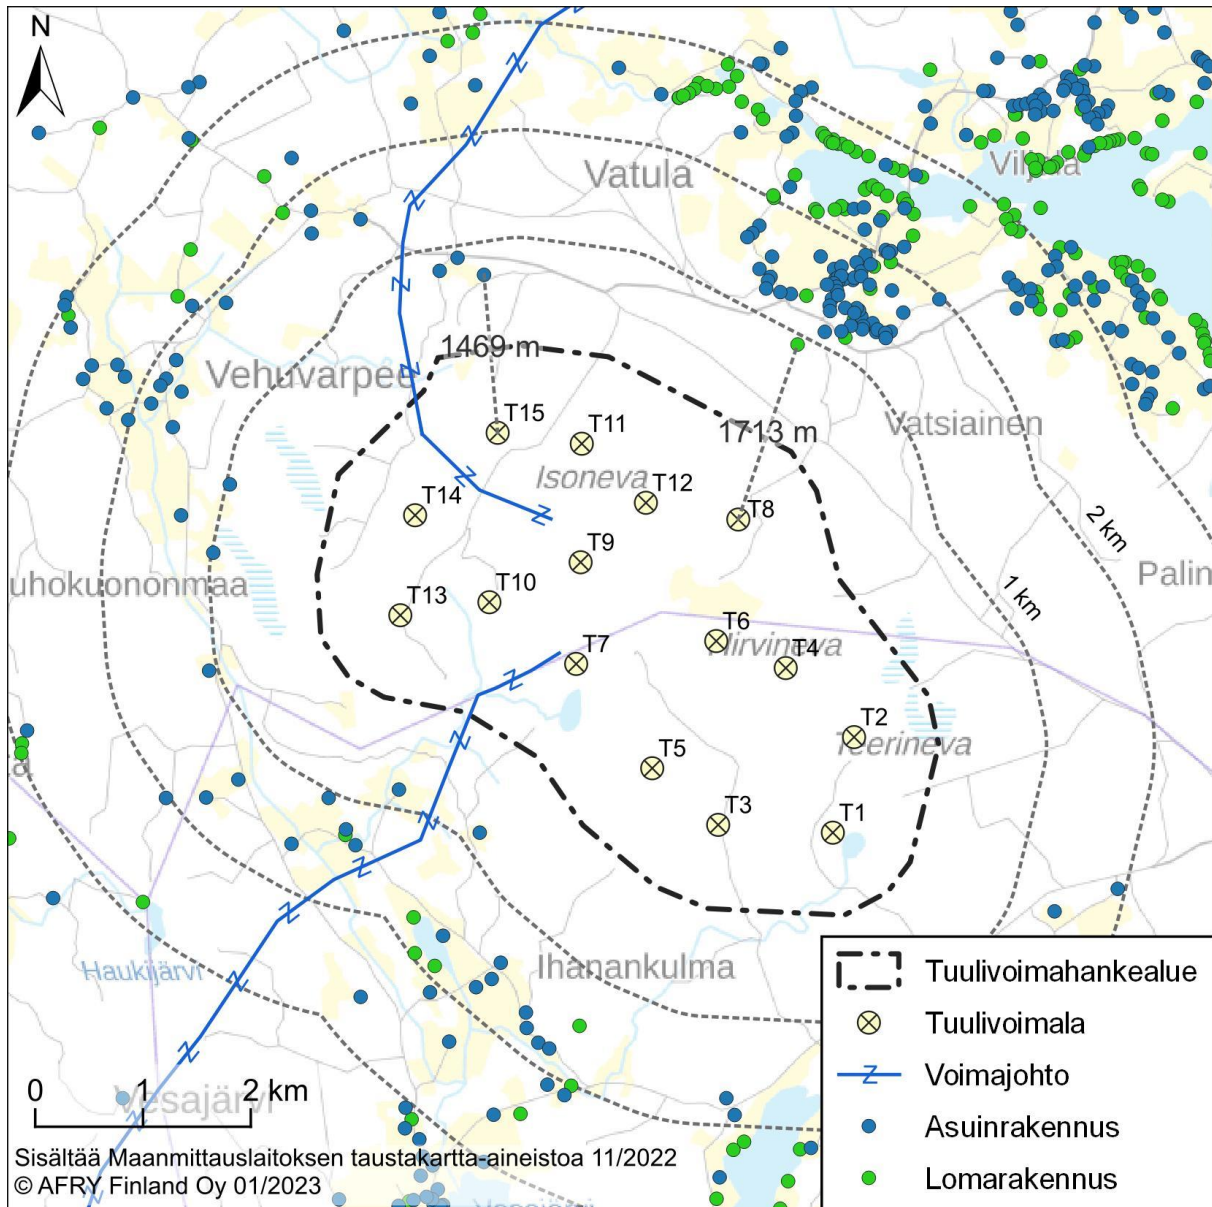 N
Vatula
Viljala
1469 m
Vehuvarpee
T15
T11
1713 m
Vatsiainen
Isoneva
T12
T14
T8
2 km
T9
uhokuononmaa
Palin
T10
T13
1 km
T6
T7
Hirvineva
T4
T2
Teerineva
T5
T3
T1
Haukijärvi
Ihanankulma
Tuulivoimahankealue
Tuulivoimala
Voimajohto
Asuinrakennus
Lomarakennus
0 1 2 km
Vesajärvi
Sisältää Maanmittauslaitoksen taustakartta-aineistoa 11/2022
© AFRY Finland Oy 01/2023
Vesajärvi